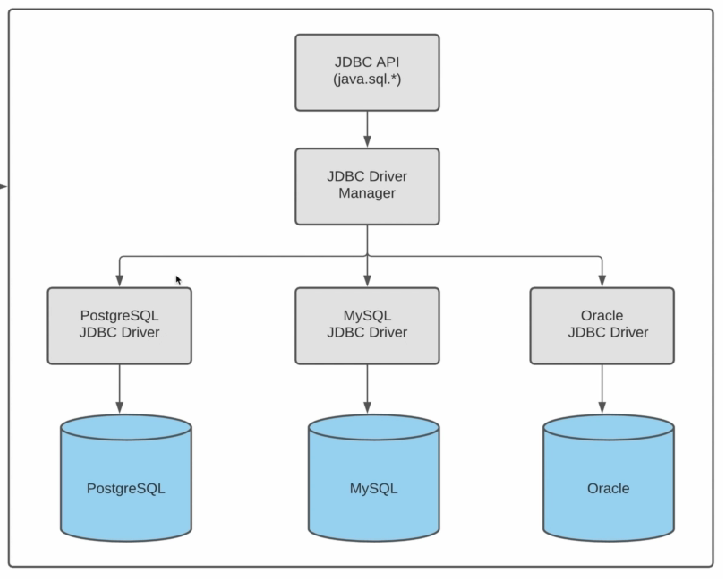 JDBC API
(java.sql.*)
JDBC Driver
Manager
PostgreSQL
JDBC Driver
MySQL
JDBC Driver
Oracle
JDBC Driver
PostgreSQL
MySQL
Oracle